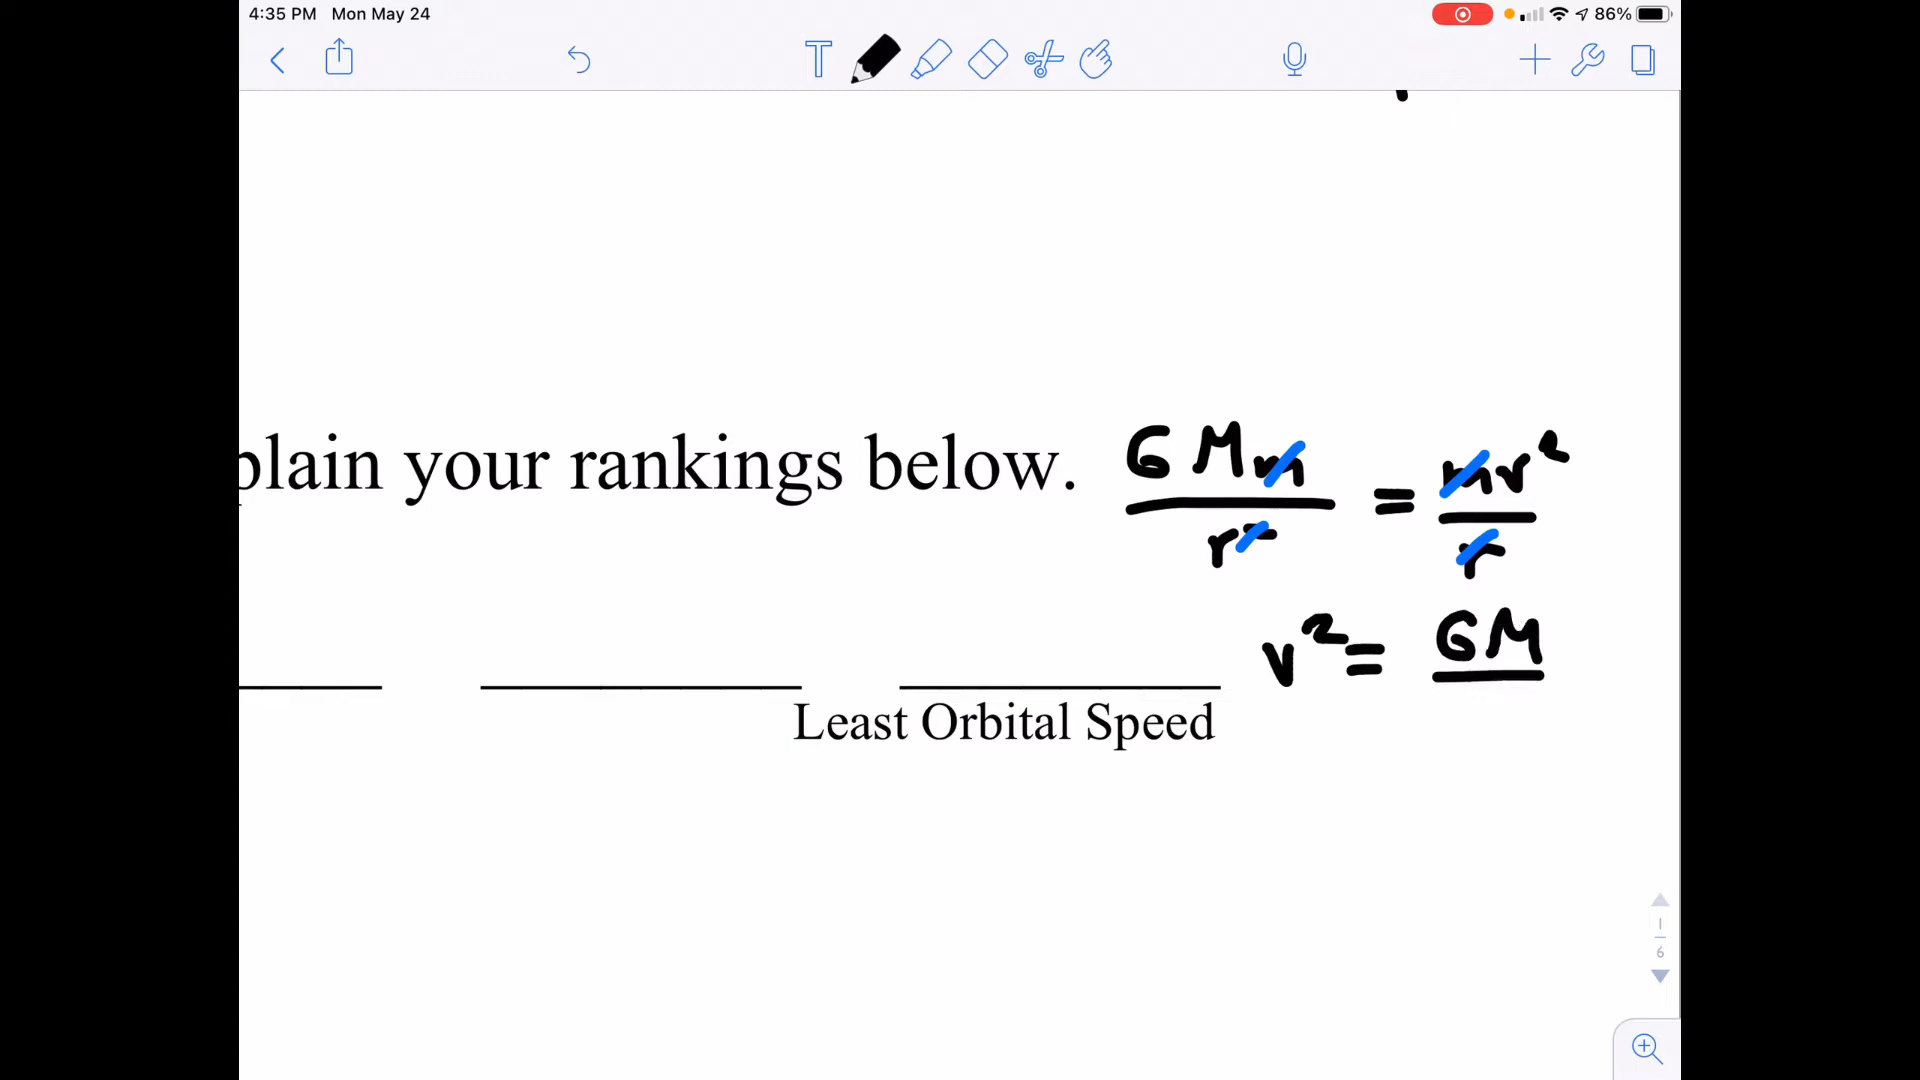 4:35 PM Mon May 24
86%
T
plain your rankings below.
GMm/r² = mv²/r
v² = GM
Least Orbital Speed
1
6